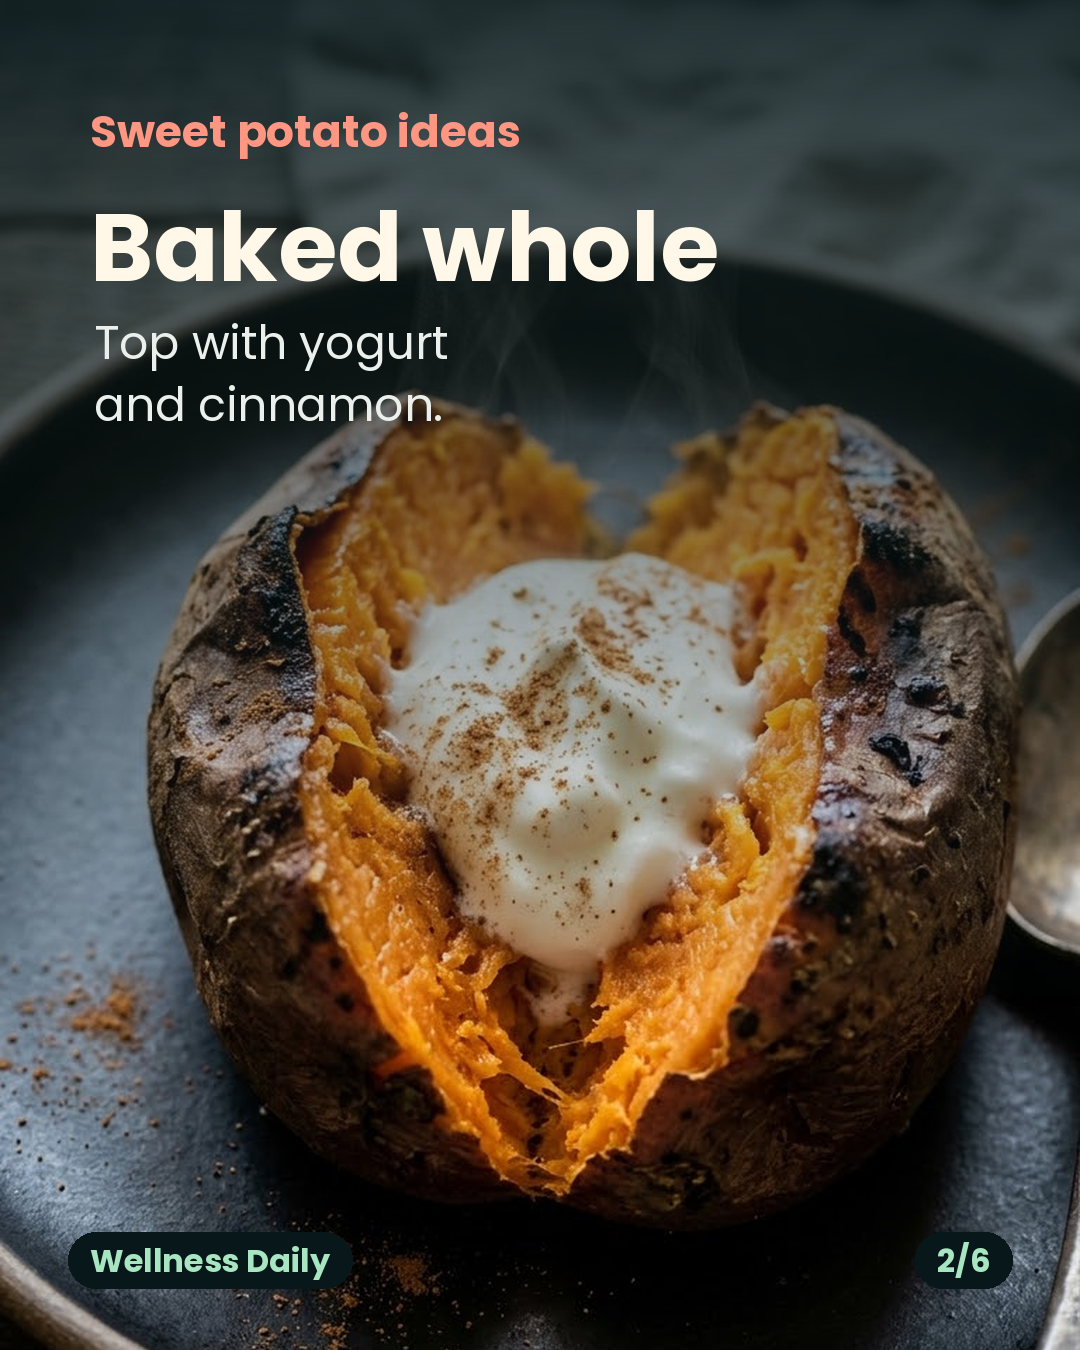 Sweet potato ideas
Baked whole
Top with yogurt
and cinnamon.
Wellness Daily
2/6